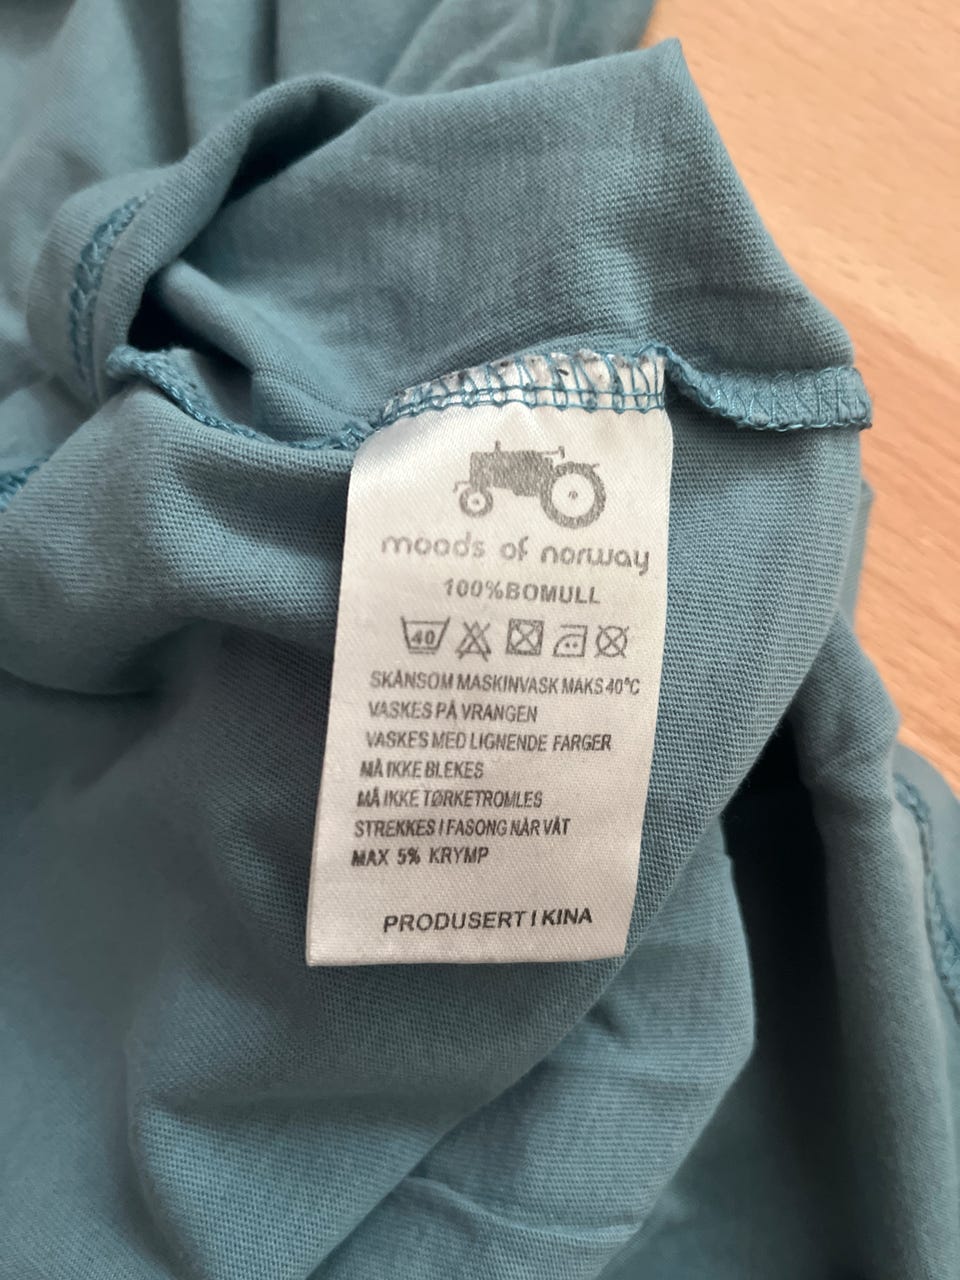 moods of norway
100%BOMULL
40
SKÅNSOM MASKINVASK MAKS 40°C
VASKES PÅ VRANGEN
VASKES MED LIGNENDE FARGER
MÅ IKKE BLEKES
MÅ IKKE TØRKETROMLES
STREKKES I FASONG NÅR VÅT
MAX 5% KRYMP
PRODUSERT I KINA